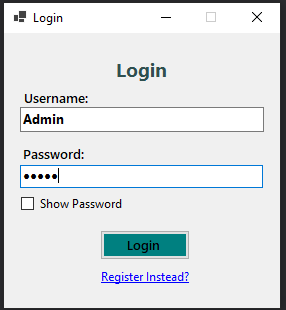 Login
Login
Username:
Admin
Password:
•••••
Show Password
Login
Register Instead?